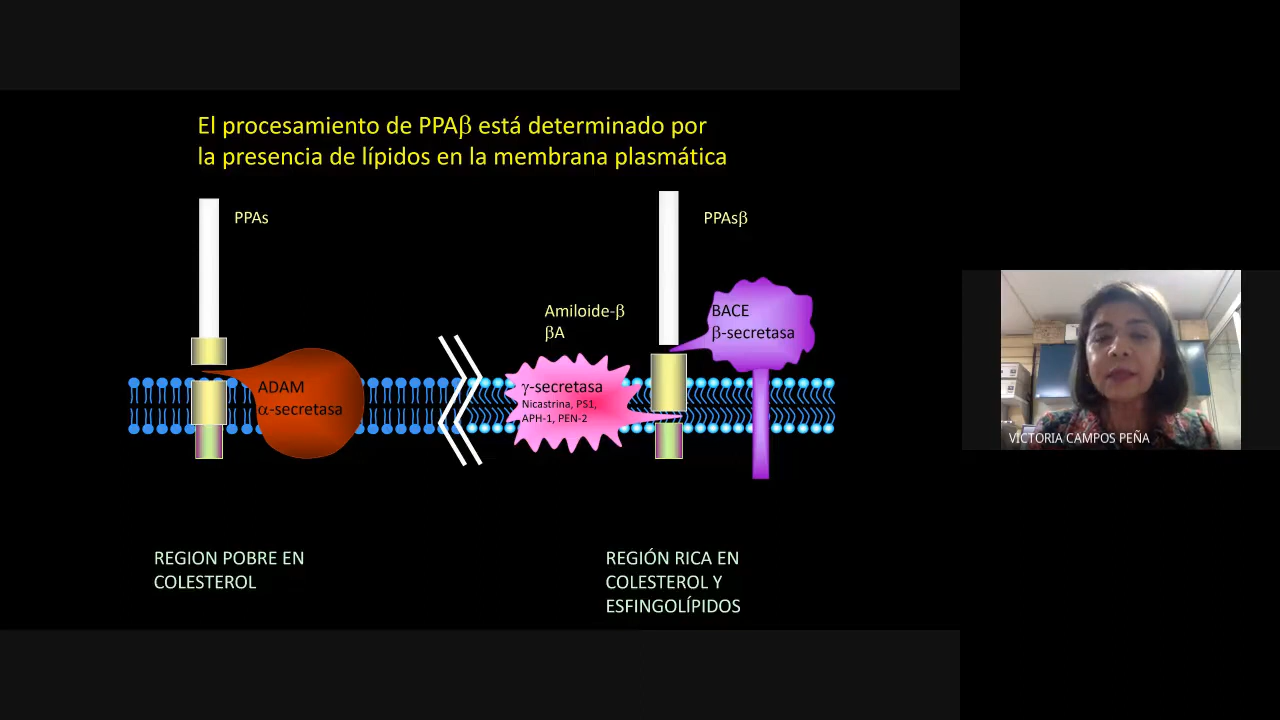 El procesamiento de PPAβ está determinado por
la presencia de lípidos en la membrana plasmática
PPAs
PPAsβ
Amiloide-β
βA
BACE
β-secretasa
ADAM
α-secretasa
γ-secretasa
Nicastrina, PS1,
APH-1, PEN-2
VICTORIA CAMPOS PEÑA
REGION POBRE EN
COLESTEROL
REGIÓN RICA EN
COLESTEROL Y
ESFINGOLÍPIDOS